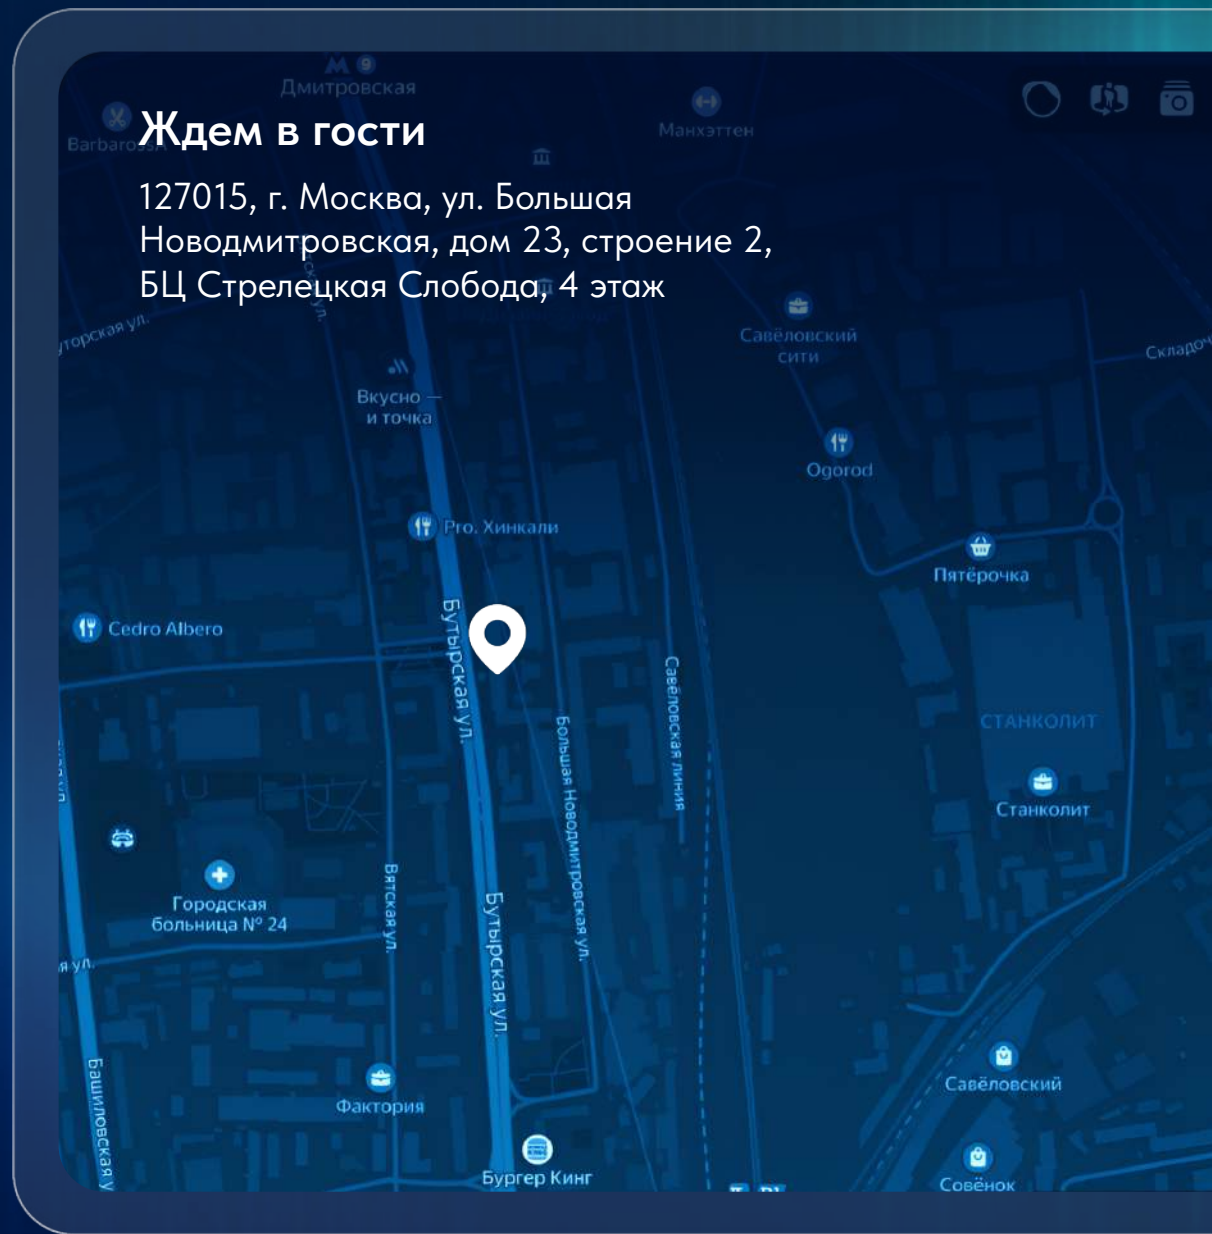 Дмитровская
9
Манхэттен
Ждем в гости
127015, г. Москва, ул. Большая
Новодмитровская, дом 23, строение 2,
БЦ Стрелецкая Слобода, 4 этаж
Савёловский
сити
Вкусно —
и точка
Ogorod
Pro. Хинкали
Пятёрочка
Cedro Albero
Бутырская ул.
Савёловская линия
Большая Новодмитровская ул.
СТАНКОЛИТ
Станколит
Городская
больница № 24
Вятская ул.
Бутырская ул.
Башиловская у
Савёловский
Фактория
Бургер Кинг
Совёнок